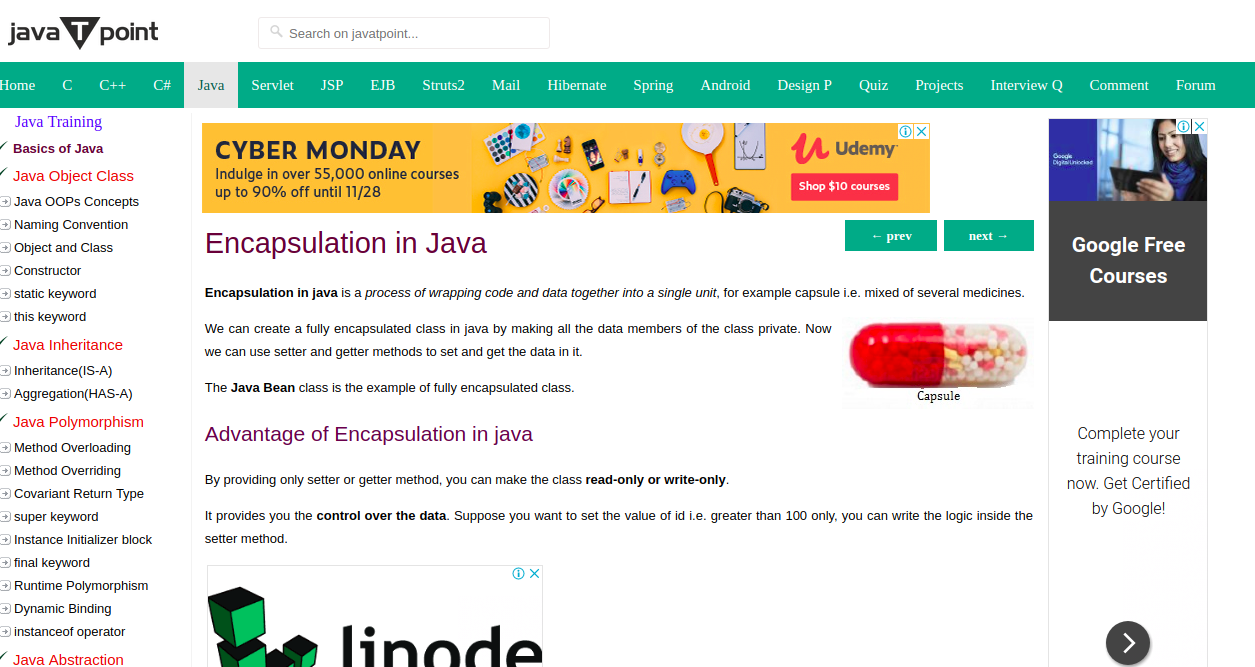 java T point
Search on javatpoint...
Home C C++ C# Java Servlet JSP EJB Struts2 Mail Hibernate Spring Android Design P Quiz Projects Interview Q Comment Forum
Java Training
Basics of Java
Java Object Class
Java OOPs Concepts
Naming Convention
Object and Class
Constructor
static keyword
this keyword
Java Inheritance
Inheritance(IS-A)
Aggregation(HAS-A)
Java Polymorphism
Method Overloading
Method Overriding
Covariant Return Type
super keyword
Instance Initializer block
final keyword
Runtime Polymorphism
Dynamic Binding
instanceof operator
Java Abstraction
CYBER MONDAY
Indulge in over 55,000 online courses
up to 90% off until 11/28
Udemy
Shop $10 courses
← prev
next →
Encapsulation in Java
Encapsulation in java is a process of wrapping code and data together into a single unit, for example capsule i.e. mixed of several medicines.
We can create a fully encapsulated class in java by making all the data members of the class private. Now
we can use setter and getter methods to set and get the data in it.
The Java Bean class is the example of fully encapsulated class.
Capsule
Advantage of Encapsulation in java
By providing only setter or getter method, you can make the class read-only or write-only.
It provides you the control over the data. Suppose you want to set the value of id i.e. greater than 100 only, you can write the logic inside the
setter method.
linode
Google
Digital Unlocked
Google Free
Courses
Complete your
training course
now. Get Certified
by Google!